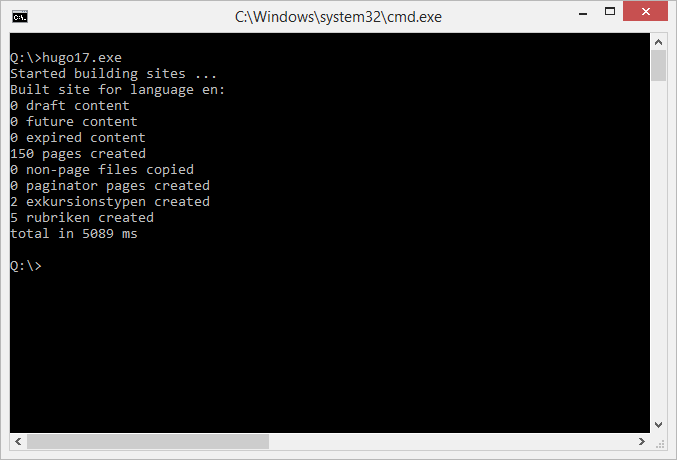 C:\Windows\system32\cmd.exe
Q:\>hugo17.exe
Started building sites ...
Built site for language en:
0 draft content
0 future content
0 expired content
150 pages created
0 non-page files copied
0 paginator pages created
2 exkursionstypen created
5 rubriken created
total in 5089 ms
Q:\>